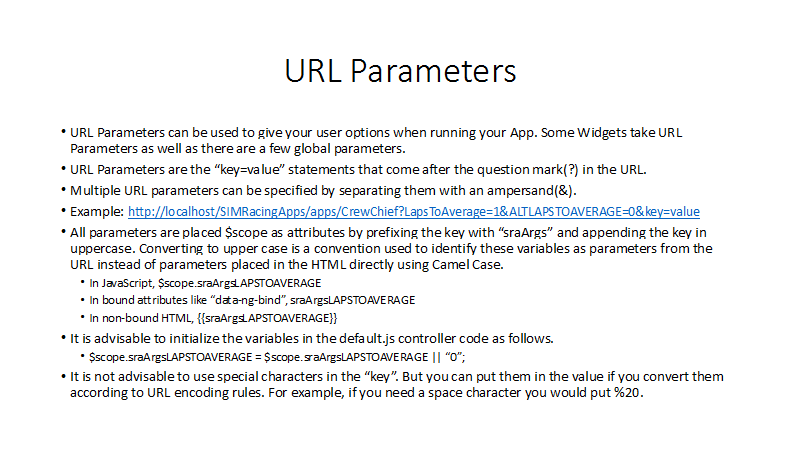 URL Parameters
• URL Parameters can be used to give your user options when running your App. Some Widgets take URL
Parameters as well as there are a few global parameters.
• URL Parameters are the “key=value” statements that come after the question mark(?) in the URL.
• Multiple URL parameters can be specified by separating them with an ampersand(&).
• Example: http://localhost/SIMRacingApps/apps/CrewChief?LapsToAverage=1&ALTLAPSTOAVERAGE=0&key=value
• All parameters are placed $scope as attributes by prefixing the key with “sraArgs” and appending the key in
uppercase. Converting to upper case is a convention used to identify these variables as parameters from the
URL instead of parameters placed in the HTML directly using Camel Case.
• In JavaScript, $scope.sraArgsLAPSTOAVERAGE
• In bound attributes like “data-ng-bind”, sraArgsLAPSTOAVERAGE
• In non-bound HTML, {{sraArgsLAPSTOAVERAGE}}
• It is advisable to initialize the variables in the default.js controller code as follows.
• $scope.sraArgsLAPSTOAVERAGE = $scope.sraArgsLAPSTOAVERAGE || “0”;
• It is not advisable to use special characters in the “key”. But you can put them in the value if you convert them
according to URL encoding rules. For example, if you need a space character you would put %20.